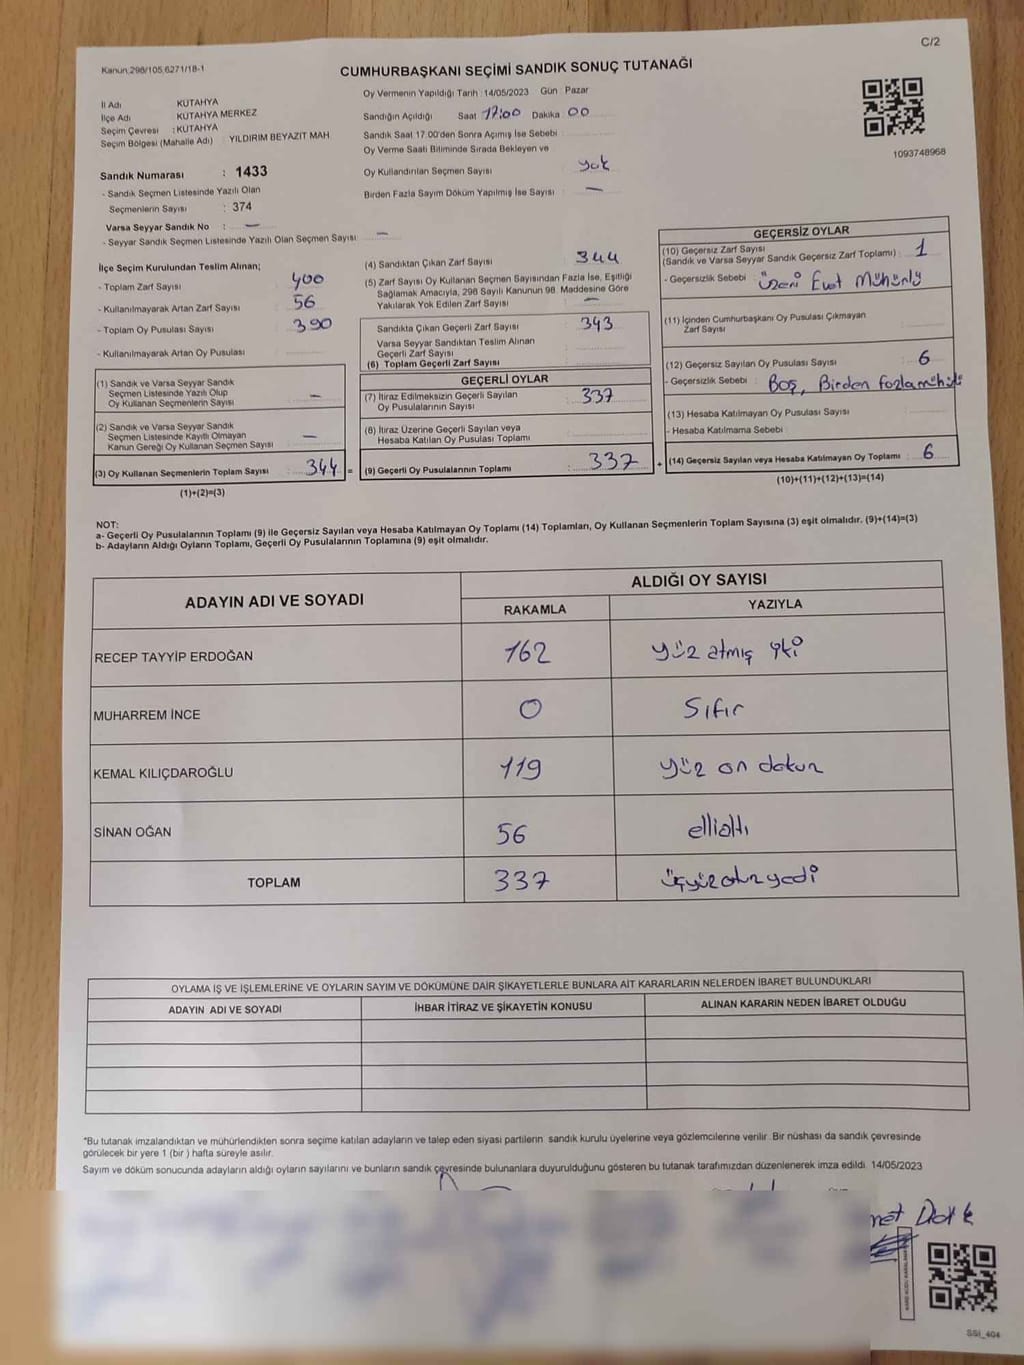 C/2
Kanun,298/105,6271/18-1
CUMHURBAŞKANI SEÇİMİ SANDIK SONUÇ TUTANAĞI
İl Adı KÜTAHYA
İlçe Adı KÜTAHYA MERKEZ
Seçim Çevresi : KÜTAHYA
Seçim Bölgesi (Mahalle Adı) : YILDIRIM BEYAZIT MAH
Sandık Numarası : 1433
- Sandık Seçmen Listesinde Yazılı Olan
Seçmenlerin Sayısı : 374
Varsa Seyyar Sandık No : —
- Seyyar Sandık Seçmen Listesinde Yazılı Olan Seçmen Sayısı : —
Oy Vermenin Yapıldığı Tarih : 14/05/2023 Gün : Pazar
Sandığın Açıldığı Saat 17:00 Dakika 00
Sandık Saat 17.00'den Sonra Açımış İse Sebebi :
Oy Verme Saati Bitiminde Sırada Bekleyen ve
Oy Kullandırılan Seçmen Sayısı : yok
Birden Fazla Sayım Döküm Yapılmış İse Sayısı : —
1093748968
İlçe Seçim Kurulundan Teslim Alınan;
- Toplam Zarf Sayısı : 400
- Kullanılmayarak Artan Zarf Sayısı : 56
- Toplam Oy Pusulası Sayısı : 390
- Kullanılmayarak Artan Oy Pusulası :
(1) Sandık ve Varsa Seyyar Sandık
Seçmen Listesinde Yazılı Olup
Oy Kullanan Seçmenlerin Sayısı : —
(2) Sandık ve Varsa Seyyar Sandık
Seçmen Listesinde Kayıtlı Olmayan
Kanun Gereği Oy Kullanan Seçmen Sayısı : —
(3) Oy Kullanan Seçmenlerin Toplam Sayısı : 344 =
(1)+(2)=(3)
(4) Sandıktan Çıkan Zarf Sayısı : 344
(5) Zarf Sayısı Oy Kullanan Seçmen Sayısından Fazla İse, Eşitliği
Sağlamak Amacıyla, 298 Sayılı Kanunun 98. Maddesine Göre
Yakılarak Yok Edilen Zarf Sayısı : —
Sandıkta Çıkan Geçerli Zarf Sayısı : 343
Varsa Seyyar Sandıktan Teslim Alınan
Geçerli Zarf Sayısı :
(6) Toplam Geçerli Zarf Sayısı :
GEÇERLİ OYLAR
(7) İtiraz Edilmeksizin Geçerli Sayılan
Oy Pusulalarının Sayısı : 337
(8) İtiraz Üzerine Geçerli Sayılan veya
Hesaba Katılan Oy Pusulası Toplamı :
(9) Geçerli Oy Pusulalarının Toplamı : 337 +
GEÇERSİZ OYLAR
(10) Geçersiz Zarf Sayısı
(Sandık ve Varsa Seyyar Sandık Geçersiz Zarf Toplamı) : 1
- Geçersizlik Sebebi : Üzeri Evet Mühürlü
(11) İçinden Cumhurbaşkanı Oy Pusulası Çıkmayan
Zarf Sayısı :
(12) Geçersiz Sayılan Oy Pusulası Sayısı : 6
- Geçersizlik Sebebi : Boş, Birden fazla mühür
(13) Hesaba Katılmayan Oy Pusulası Sayısı :
- Hesaba Katılmama Sebebi :
(14) Geçersiz Sayılan veya Hesaba Katılmayan Oy Toplamı : 6
(10)+(11)+(12)+(13)=(14)
NOT:
a- Geçerli Oy Pusulalarının Toplamı (9) ile Geçersiz Sayılan veya Hesaba Katılmayan Oy Toplamı (14) Toplamları, Oy Kullanan Seçmenlerin Toplam Sayısına (3) eşit olmalıdır. (9)+(14)=(3)
b- Adayların Aldığı Oyların Toplamı, Geçerli Oy Pusulalarının Toplamına (9) eşit olmalıdır.
ADAYIN ADI VE SOYADI ALDIĞI OY SAYISI
RAKAMLA YAZIYLA
RECEP TAYYİP ERDOĞAN 162 yüz atmış iki
MUHARREM İNCE 0 Sıfır
KEMAL KILIÇDAROĞLU 119 yüz on dokuz
SİNAN OĞAN 56 ellialtı
TOPLAM 337 üçyüzotuzyedi
OYLAMA İŞ VE İŞLEMLERİNE VE OYLARIN SAYIM VE DÖKÜMÜNE DAİR ŞİKAYETLERLE BUNLARA AİT KARARLARIN NELERDEN İBARET BULUNDUKLARI
ADAYIN ADI VE SOYADI İHBAR İTİRAZ VE ŞİKAYETİN KONUSU ALINAN KARARIN NEDEN İBARET OLDUĞU
*Bu tutanak imzalandıktan ve mühürlendikten sonra seçime katılan adayların ve talep eden siyasi partilerin sandık kurulu üyelerine veya gözlemcilerine verilir. Bir nüshası da sandık çevresinde
görülecek bir yere 1 (bir ) hafta süreyle asılır.
Sayım ve döküm sonucunda adayların aldığı oyların sayılarını ve bunların sandık çevresinde bulunanlara duyurulduğunu gösteren bu tutanak tarafımızdan düzenlenerek imza edildi. 14/05/2023
SSI_404